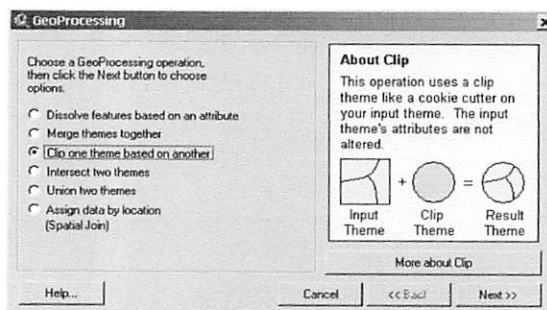 GeoProcessing
Choose a GeoProcessing operation,
then click the Next button to choose
options.
Dissolve features based on an attribute
Merge themes together
Clip one theme based on another
Intersect two themes
Union two themes
Assign data by location
(Spatial Join)
About Clip
This operation uses a clip
theme like a cookie cutter on
your input theme. The input
theme's attributes are not
altered.
+ =
Input Clip Result
Theme Theme Theme
More about Clip
Help... Cancel << Back Next >>